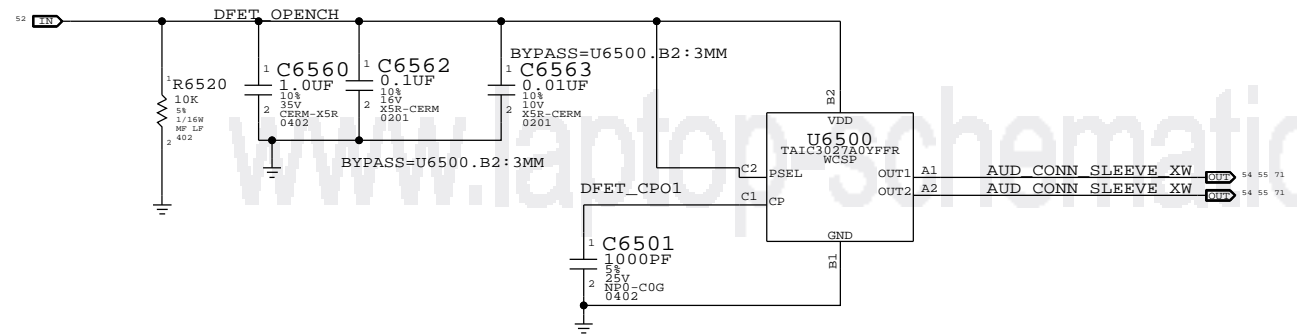 52 IN
DFET_OPENCH
R6520
10K
5%
1/16W
MF LF
402
1
2
C6560
1.0UF
10%
35V
CERM-X5R
0402
1
2
C6562
0.1UF
10%
16V
X5R-CERM
0201
1
2
BYPASS=U6500.B2:3MM
C6563
0.01UF
10%
10V
X5R-CERM
0201
1
2
BYPASS=U6500.B2:3MM
B2
VDD
U6500
TAIC3027A0YFFR
WCSP
C2
PSEL
C1
CP
OUT1
A1
OUT2
A2
GND
B1
AUD_CONN_SLEEVE_XW
OUT 54 55 71
AUD_CONN_SLEEVE_XW
OUT 54 55 71
DFET_CPO1
C6501
1000PF
5%
25V
NP0-C0G
0402
1
2
www.laptop-schematic